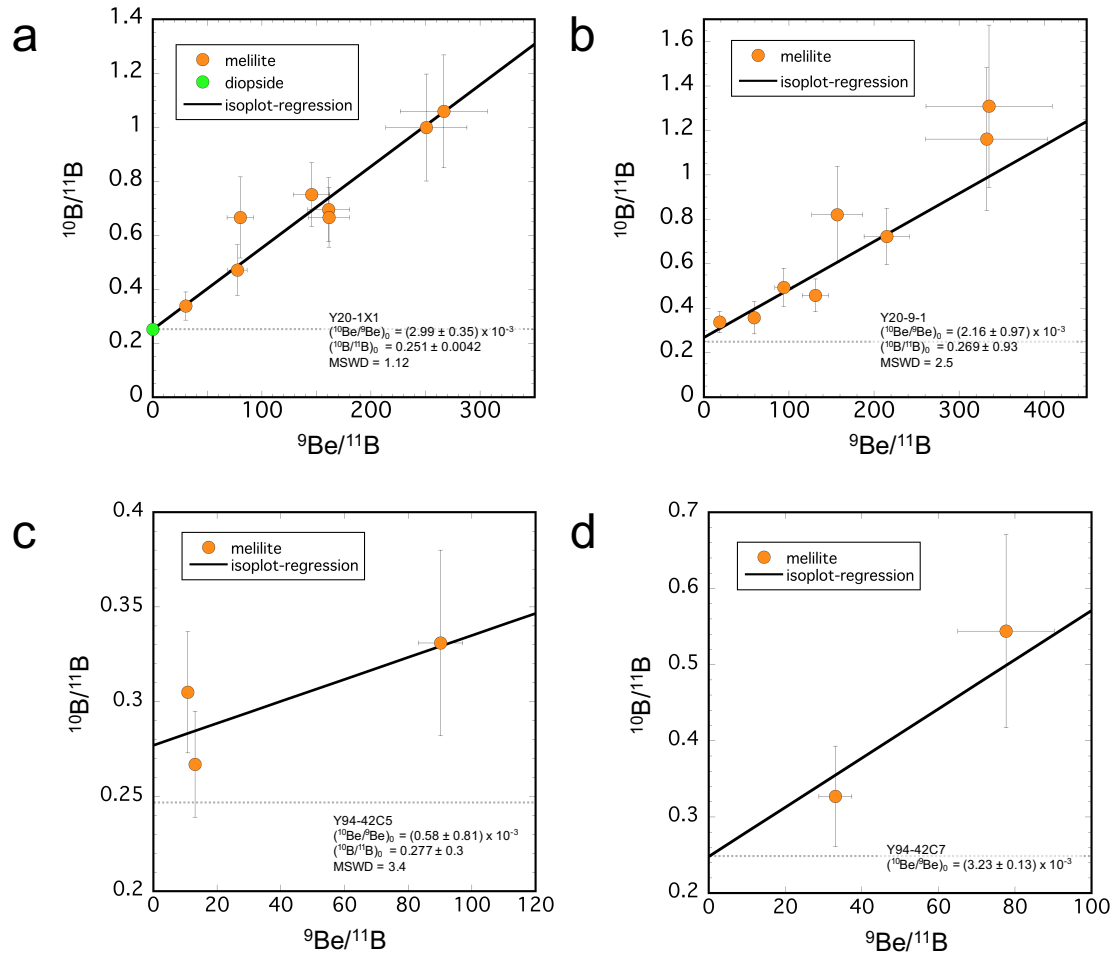 a
1.4
1.2
1
0.8
0.6
0.4
0.2
0
melilite
diopside
isoplot-regression
¹⁰B/¹¹B
Y20-1X1
(¹⁰Be/⁹Be)₀ = (2.99 ± 0.35) x 10⁻³
(¹⁰B/¹¹B)₀ = 0.251 ± 0.0042
MSWD = 1.12
0 100 200 300
⁹Be/¹¹B
b
1.6
1.4
1.2
1
0.8
0.6
0.4
0.2
0
melilite
isoplot-regression
¹⁰B/¹¹B
Y20-9-1
(¹⁰Be/⁹Be)₀ = (2.16 ± 0.97) x 10⁻³
(¹⁰B/¹¹B)₀ = 0.269 ± 0.93
MSWD = 2.5
0 100 200 300 400
⁹Be/¹¹B
c
0.4
0.35
0.3
0.25
0.2
melilite
isoplot-regression
¹⁰B/¹¹B
Y94-42C5
(¹⁰Be/⁹Be)₀ = (0.58 ± 0.81) x 10⁻³
(¹⁰B/¹¹B)₀ = 0.277 ± 0.3
MSWD = 3.4
0 20 40 60 80 100 120
⁹Be/¹¹B
d
0.7
0.6
0.5
0.4
0.3
0.2
melilite
isoplot-regression
¹⁰B/¹¹B
Y94-42C7
(¹⁰Be/⁹Be)₀ = (3.23 ± 0.13) x 10⁻³
0 20 40 60 80 100
⁹Be/¹¹B